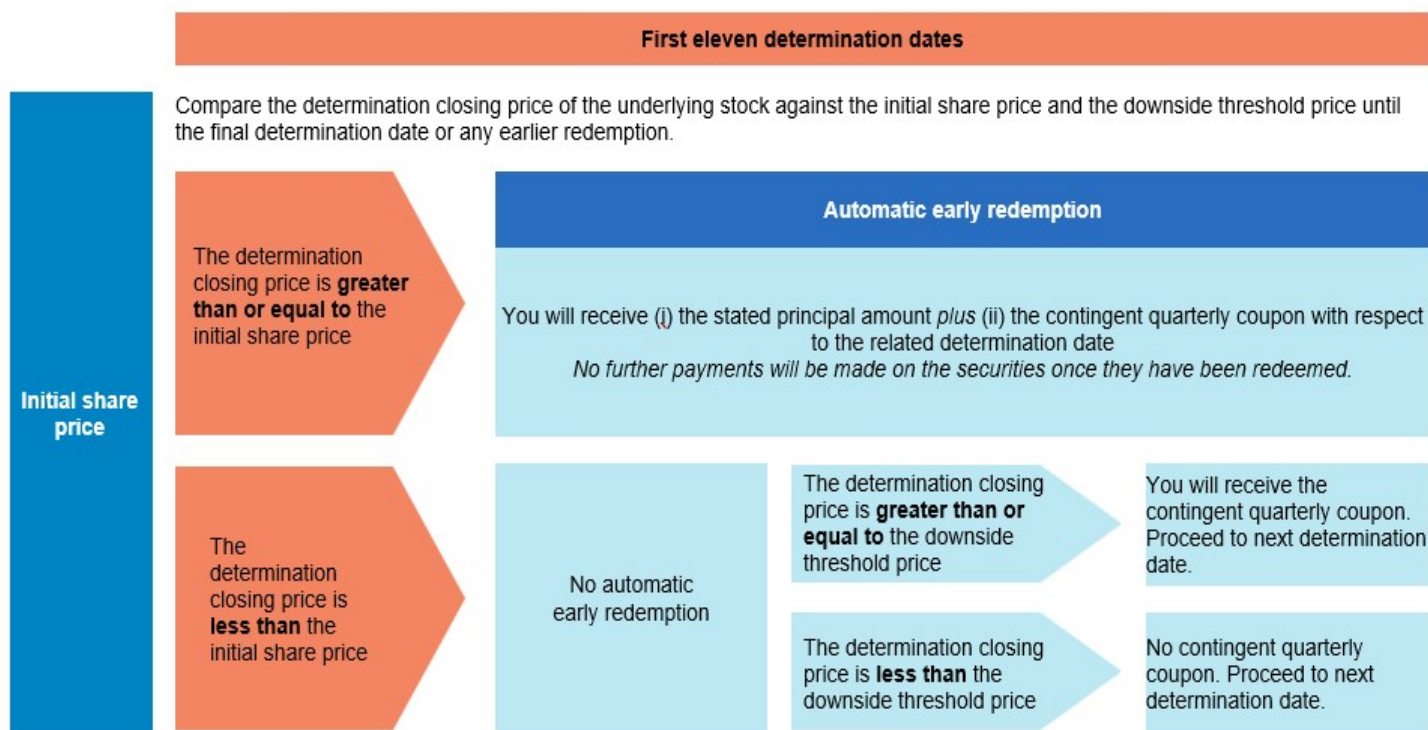 First eleven determination dates
Compare the determination closing price of the underlying stock against the initial share price and the downside threshold price until
the final determination date or any earlier redemption.
Initial share
price
The determination
closing price is greater
than or equal to the
initial share price
Automatic early redemption
You will receive (i) the stated principal amount plus (ii) the contingent quarterly coupon with respect
to the related determination date
No further payments will be made on the securities once they have been redeemed.
The
determination
closing price is
less than the
initial share price
No automatic
early redemption
The determination closing
price is greater than or
equal to the downside
threshold price
You will receive the
contingent quarterly coupon.
Proceed to next determination
date.
The determination closing
price is less than the
downside threshold price
No contingent quarterly
coupon. Proceed to next
determination date.